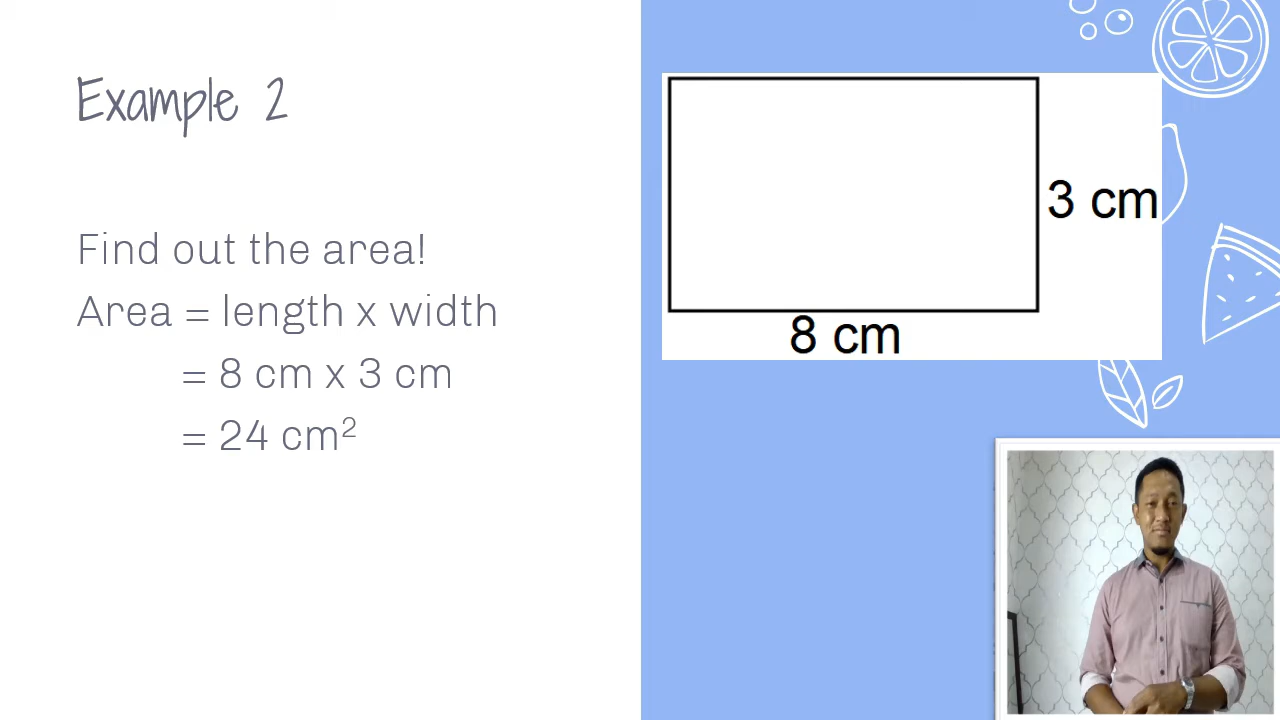 Example 2
Find out the area!
Area = length x width
= 8 cm x 3 cm
= 24 cm²
3 cm
8 cm